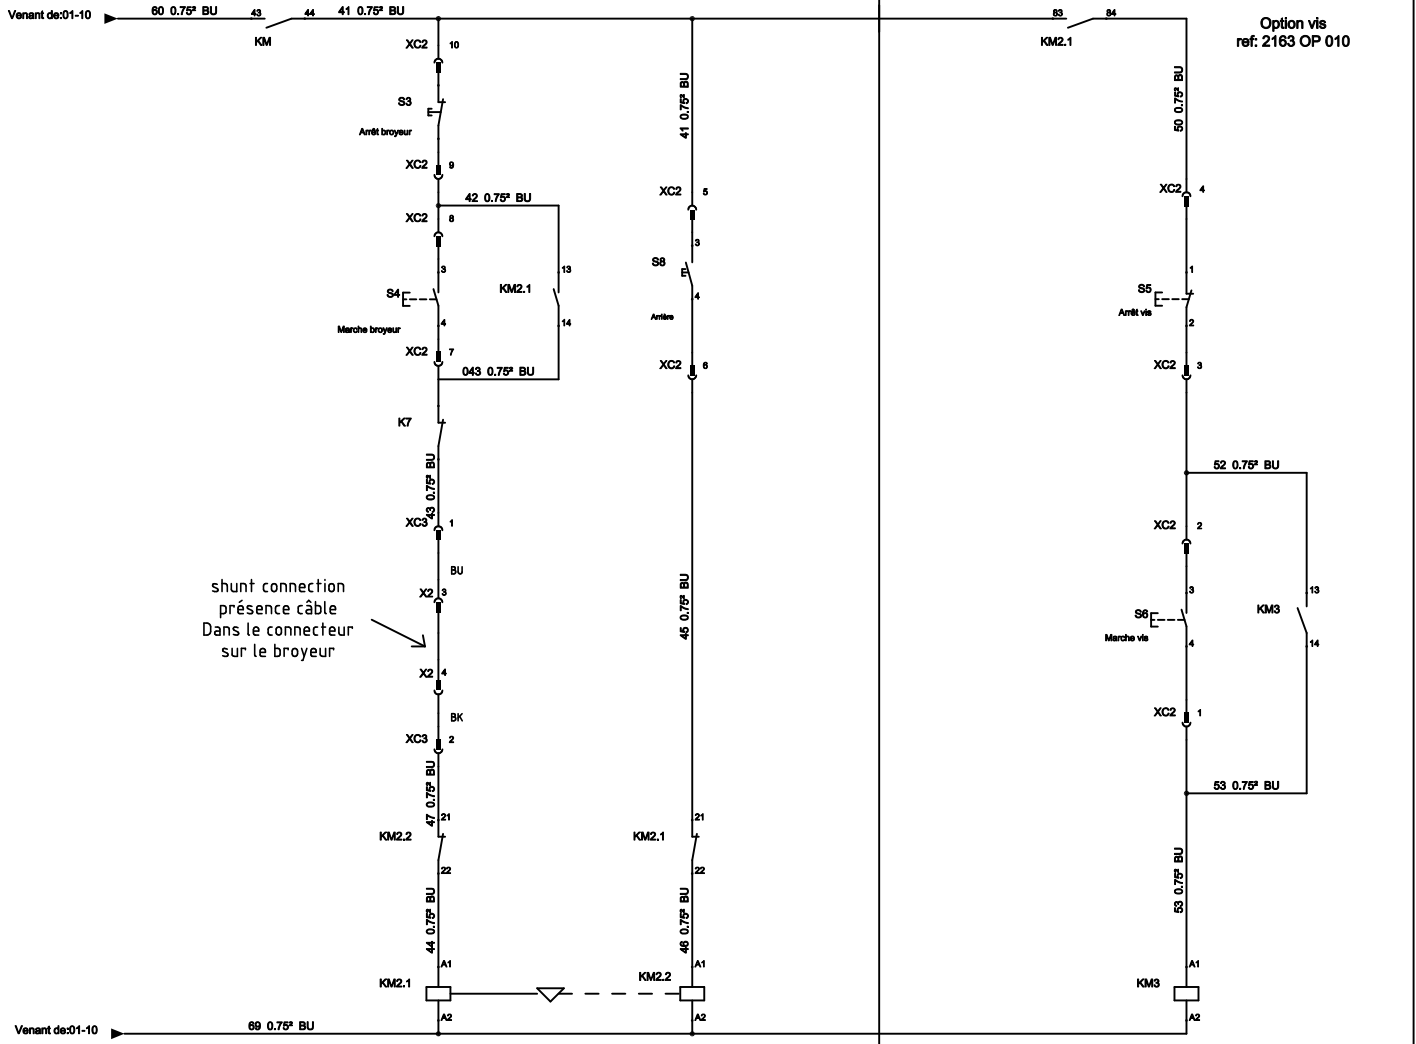 Venant de:01-10
60 0.75² BU
43
44
KM
41 0.75² BU
83
84
KM2.1
Option vis
ref: 2163 OP 010
XC2 10
S3
Arrêt broyeur
XC2 9
42 0.75² BU
XC2 8
3
S4
4
Marche broyeur
KM2.1
13
14
XC2 7
043 0.75² BU
K7
43 0.75² BU
XC3 1
BU
X2 3
shunt connection
présence câble
Dans le connecteur
sur le broyeur
X2 4
BK
XC3 2
47 0.75² BU
21
KM2.2
22
44 0.75² BU
A1
KM2.1
A2
41 0.75² BU
XC2 5
3
S8
4
Arrière
XC2 6
45 0.75² BU
21
KM2.1
22
46 0.75² BU
A1
KM2.2
A2
50 0.75² BU
XC2 4
1
S5
Arrêt vis
2
XC2 3
52 0.75² BU
XC2 2
3
S6
Marche vis
4
KM3
13
14
XC2 1
53 0.75² BU
53 0.75² BU
A1
KM3
A2
Venant de:01-10
69 0.75² BU